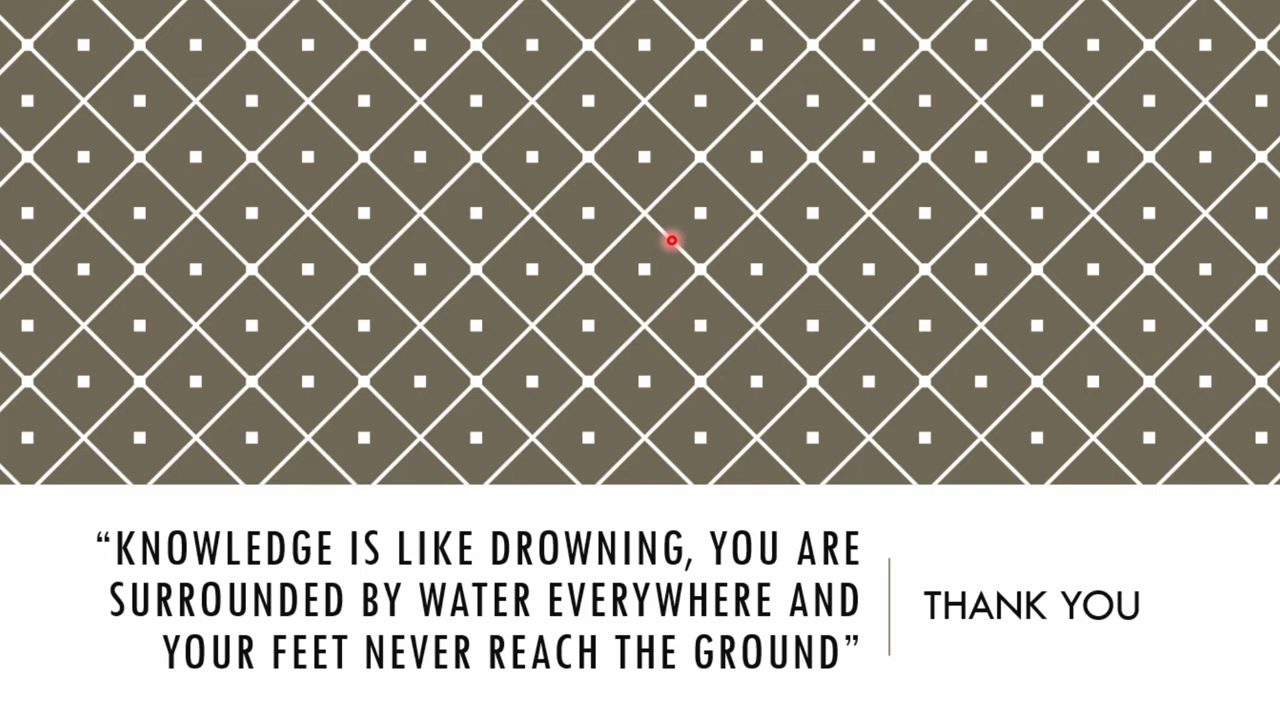 “KNOWLEDGE IS LIKE DROWNING, YOU ARE
SURROUNDED BY WATER EVERYWHERE AND
YOUR FEET NEVER REACH THE GROUND”
THANK YOU